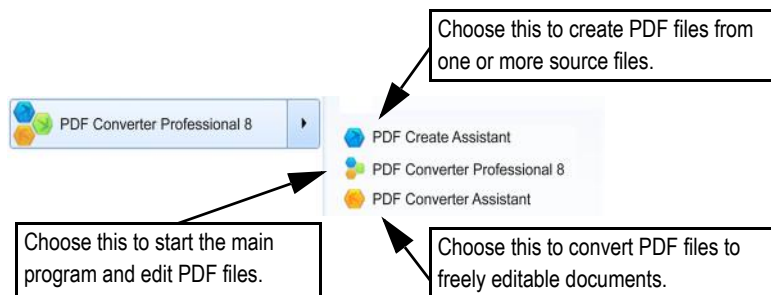 Choose this to create PDF files from
one or more source files.
PDF Converter Professional 8
PDF Create Assistant
PDF Converter Professional 8
PDF Converter Assistant
Choose this to start the main
program and edit PDF files.
Choose this to convert PDF files to
freely editable documents.